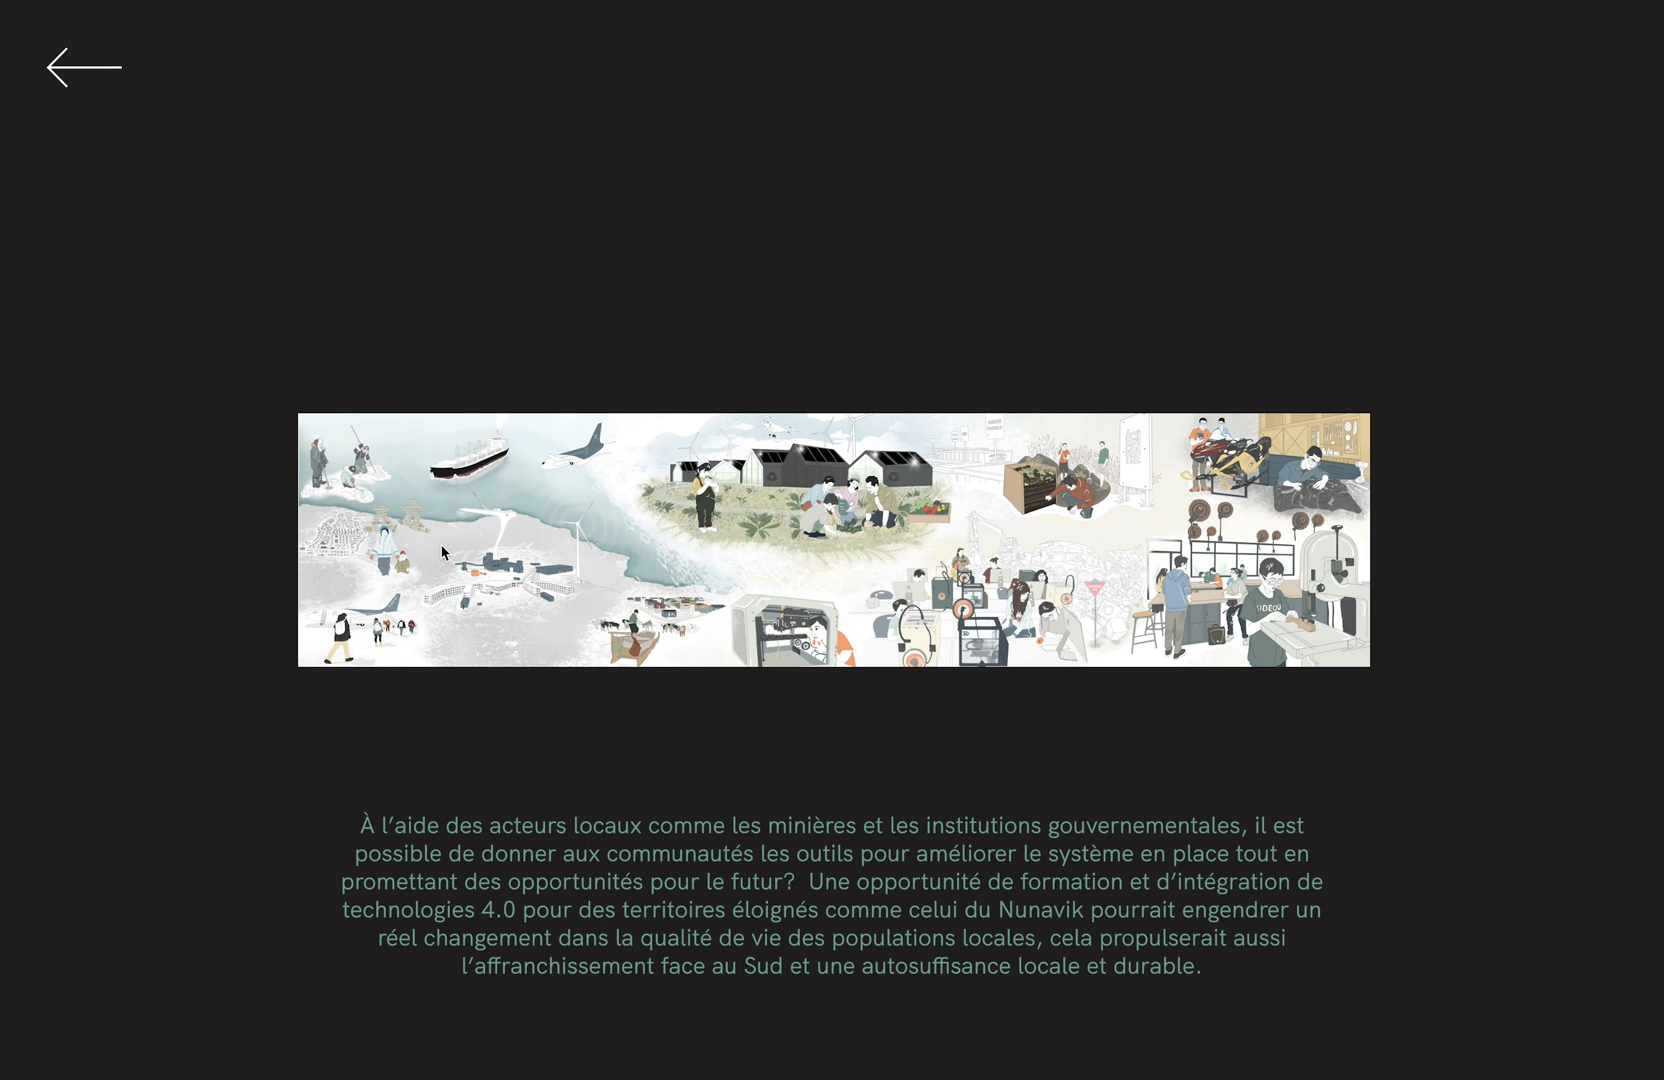 À l’aide des acteurs locaux comme les minières et les institutions gouvernementales, il est
possible de donner aux communautés les outils pour améliorer le système en place tout en
promettant des opportunités pour le futur?  Une opportunité de formation et d’intégration de
technologies 4.0 pour des territoires éloignés comme celui du Nunavik pourrait engendrer un
réel changement dans la qualité de vie des populations locales, cela propulserait aussi
l’affranchissement face au Sud et une autosuffisance locale et durable.